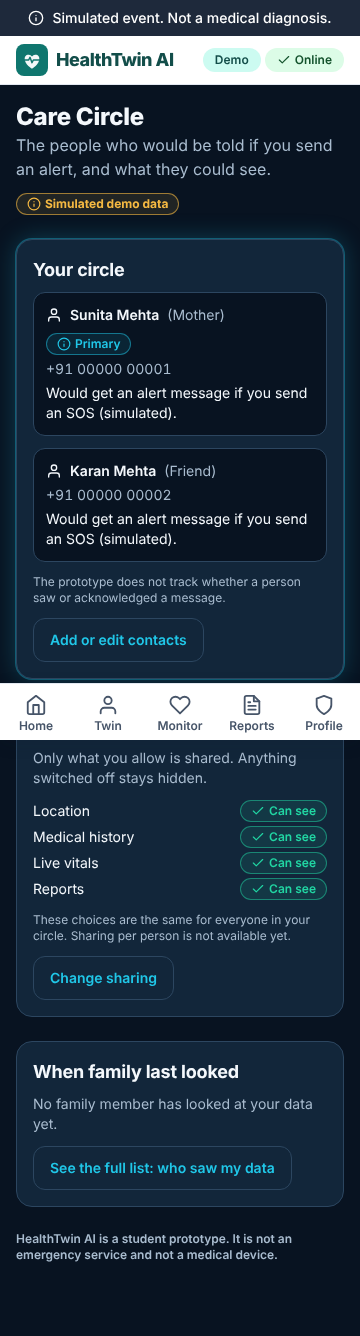 Simulated event. Not a medical diagnosis.
HealthTwin AI
Demo
Online
Care Circle
The people who would be told if you send
an alert, and what they could see.
Simulated demo data
Your circle
Sunita Mehta (Mother)
Primary
+91 00000 00001
Would get an alert message if you send
an SOS (simulated).
Karan Mehta (Friend)
+91 00000 00002
Would get an alert message if you send
an SOS (simulated).
The prototype does not track whether a person
saw or acknowledged a message.
Add or edit contacts
Home
Twin
Monitor
Reports
Profile
Only what you allow is shared. Anything
switched off stays hidden.
Location
Can see
Medical history
Can see
Live vitals
Can see
Reports
Can see
These choices are the same for everyone in your
circle. Sharing per person is not available yet.
Change sharing
When family last looked
No family member has looked at your data
yet.
See the full list: who saw my data
HealthTwin AI is a student prototype. It is not an
emergency service and not a medical device.